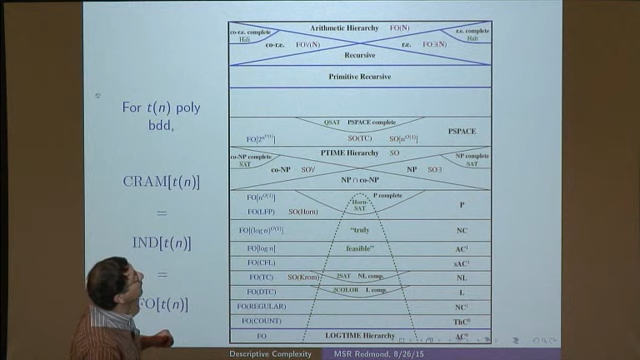 For t(n) poly
bdd,
CRAM[t(n)]
=
IND[t(n)]
=
FO[t(n)]
Arithmetic Hierarchy FO(N)
co-r.e. complete
Halt
co-r.e. FO∀(N)
r.e. FO∃(N)
r.e. complete
Halt
Recursive
Primitive Recursive
QSAT PSPACE complete
FO[2^n^O(1)] SO(TC) SO[n^O(1)] PSPACE
PTIME Hierarchy SO
co-NP complete
SAT
co-NP SO∀
NP SO∃
NP complete
SAT
NP ∩ co-NP
P complete
FO[n^O(1)]
Horn-
SAT
FO(LFP) SO(Horn) P
FO[(log n)^O(1)] "truly NC
FO[log n] feasible" AC¹
FO(CFL) sAC¹
FO(TC) SO(Krom) 2SAT NL comp. NL
FO(DTC) 2COLOR L comp. L
FO(REGULAR) NC¹
FO(COUNT) ThC⁰
FO LOGTIME Hierarchy AC⁰
Descriptive Complexity MSR Redmond, 8/26/15